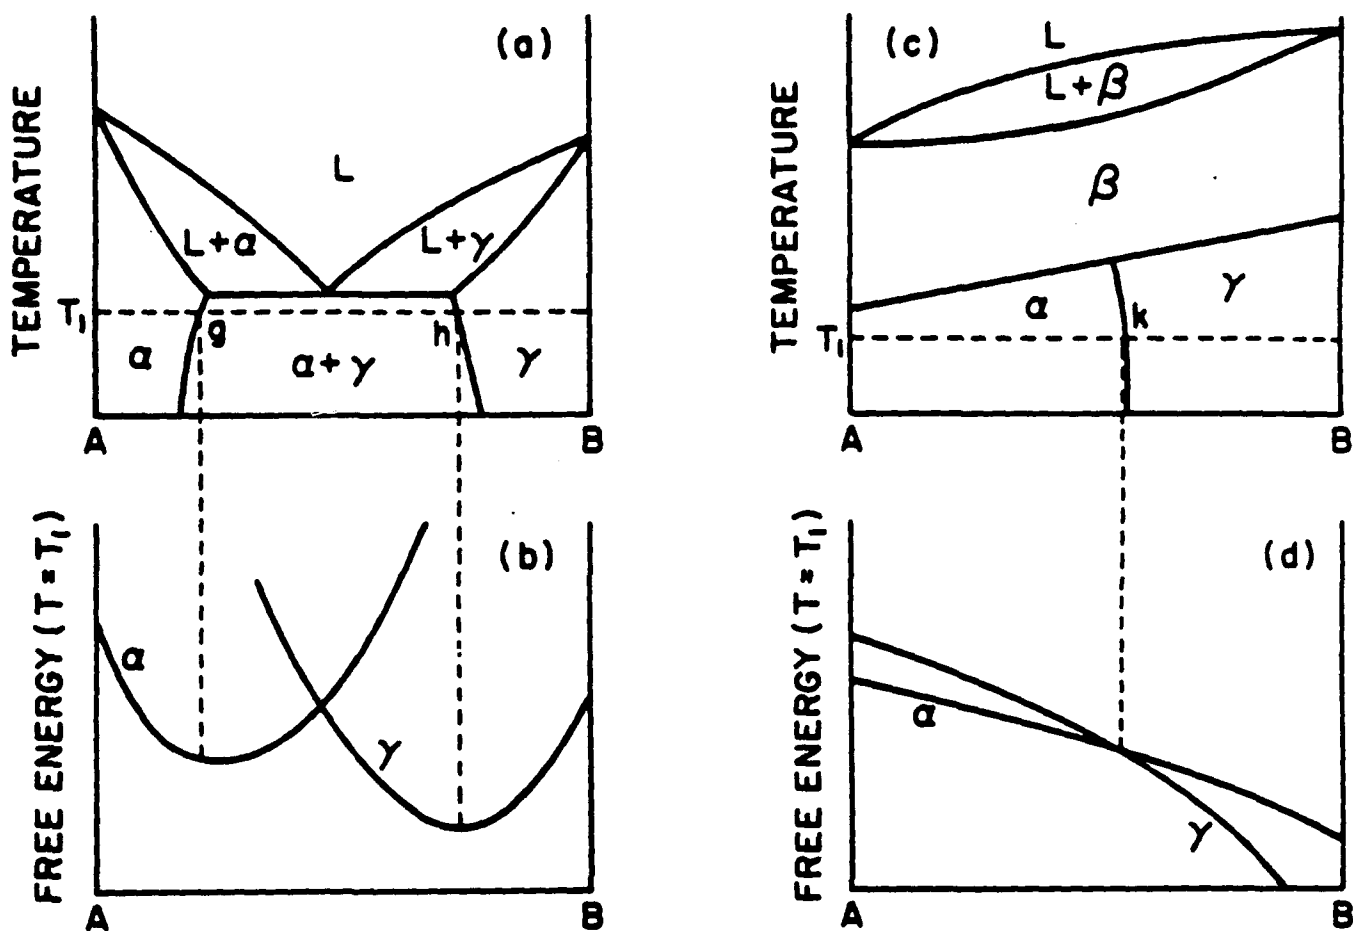 (a)
TEMPERATURE
L
L+α
L+γ
T₁
g
h
α
α+γ
γ
A
B
(c)
TEMPERATURE
L
L+β
β
α
γ
k
T₁
A
B
(b)
FREE ENERGY (T = T₁)
α
γ
A
B
(d)
FREE ENERGY (T = T₁)
α
γ
A
B